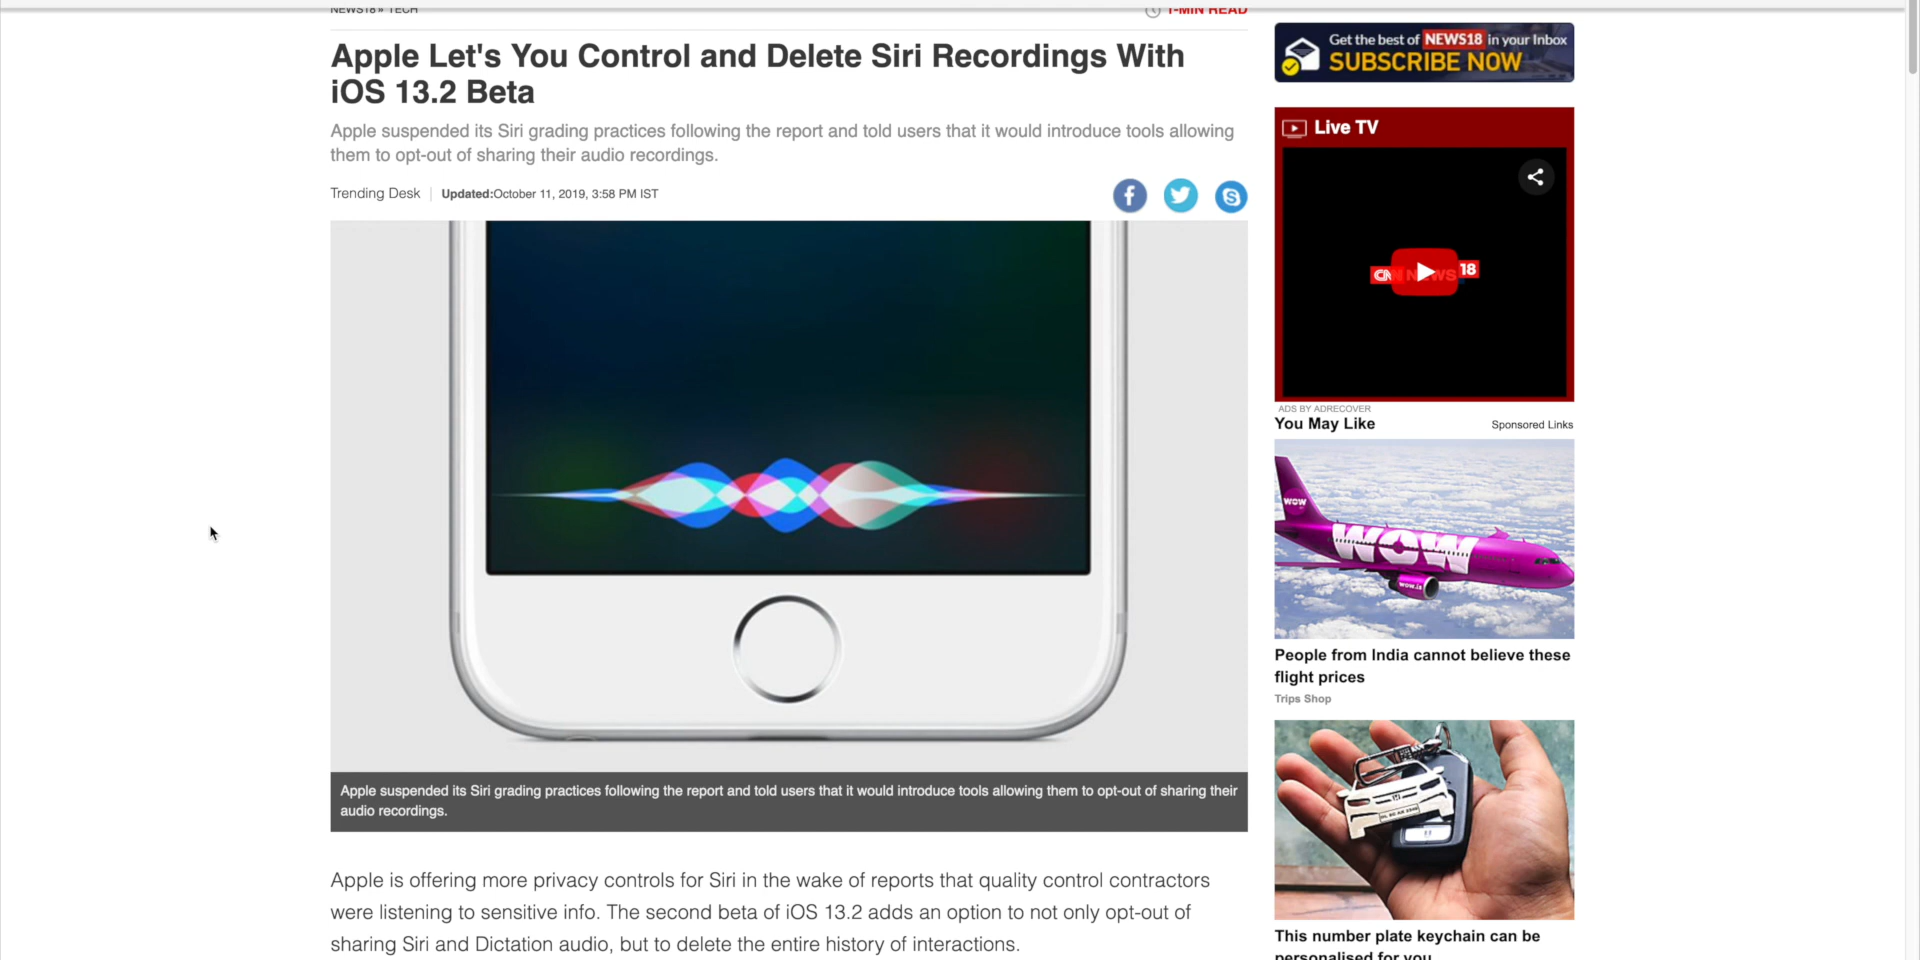 NEWS18 » TECH
1-MIN READ
Apple Let's You Control and Delete Siri Recordings With
iOS 13.2 Beta
Apple suspended its Siri grading practices following the report and told users that it would introduce tools allowing
them to opt-out of sharing their audio recordings.
Trending Desk
Updated:October 11, 2019, 3:58 PM IST
Apple suspended its Siri grading practices following the report and told users that it would introduce tools allowing them to opt-out of sharing their
audio recordings.
Apple is offering more privacy controls for Siri in the wake of reports that quality control contractors
were listening to sensitive info. The second beta of iOS 13.2 adds an option to not only opt-out of
sharing Siri and Dictation audio, but to delete the entire history of interactions.
Get the best of NEWS18 in your Inbox
SUBSCRIBE NOW
Live TV
18
ADS BY ADRECOVER
You May Like
Sponsored Links
wow
WOW
wow.is
People from India cannot believe these
flight prices
Trips Shop
This number plate keychain can be
personalised for you